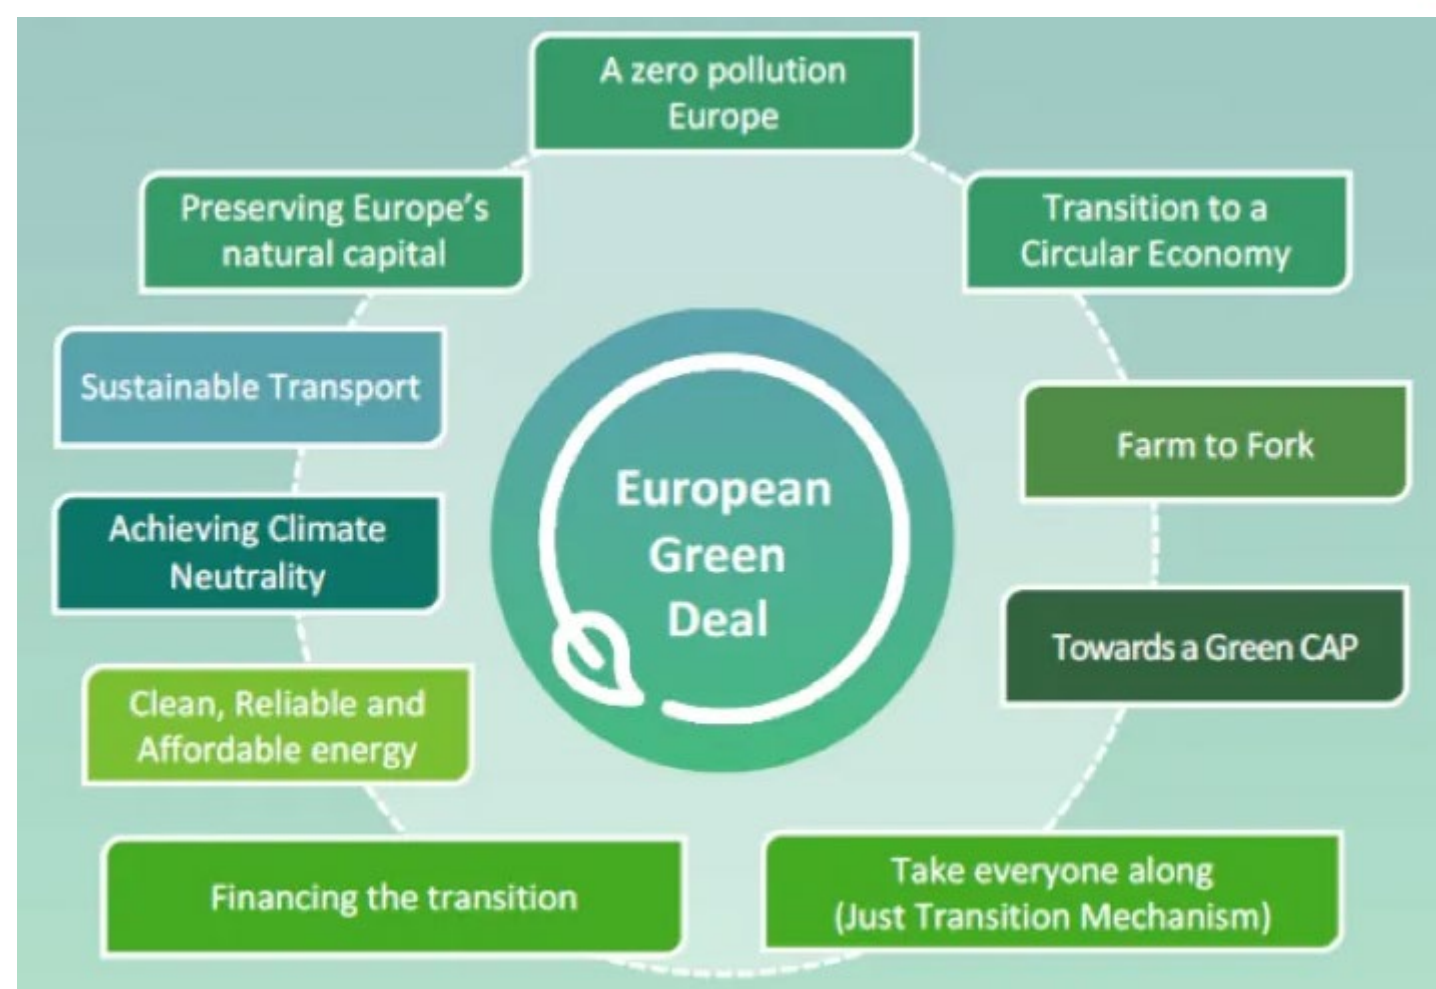 A zero pollution
Europe
Preserving Europe's
natural capital
Transition to a
Circular Economy
Sustainable Transport
Farm to Fork
European
Green
Deal
Achieving Climate
Neutrality
Towards a Green CAP
Clean, Reliable and
Affordable energy
Financing the transition
Take everyone along
(Just Transition Mechanism)